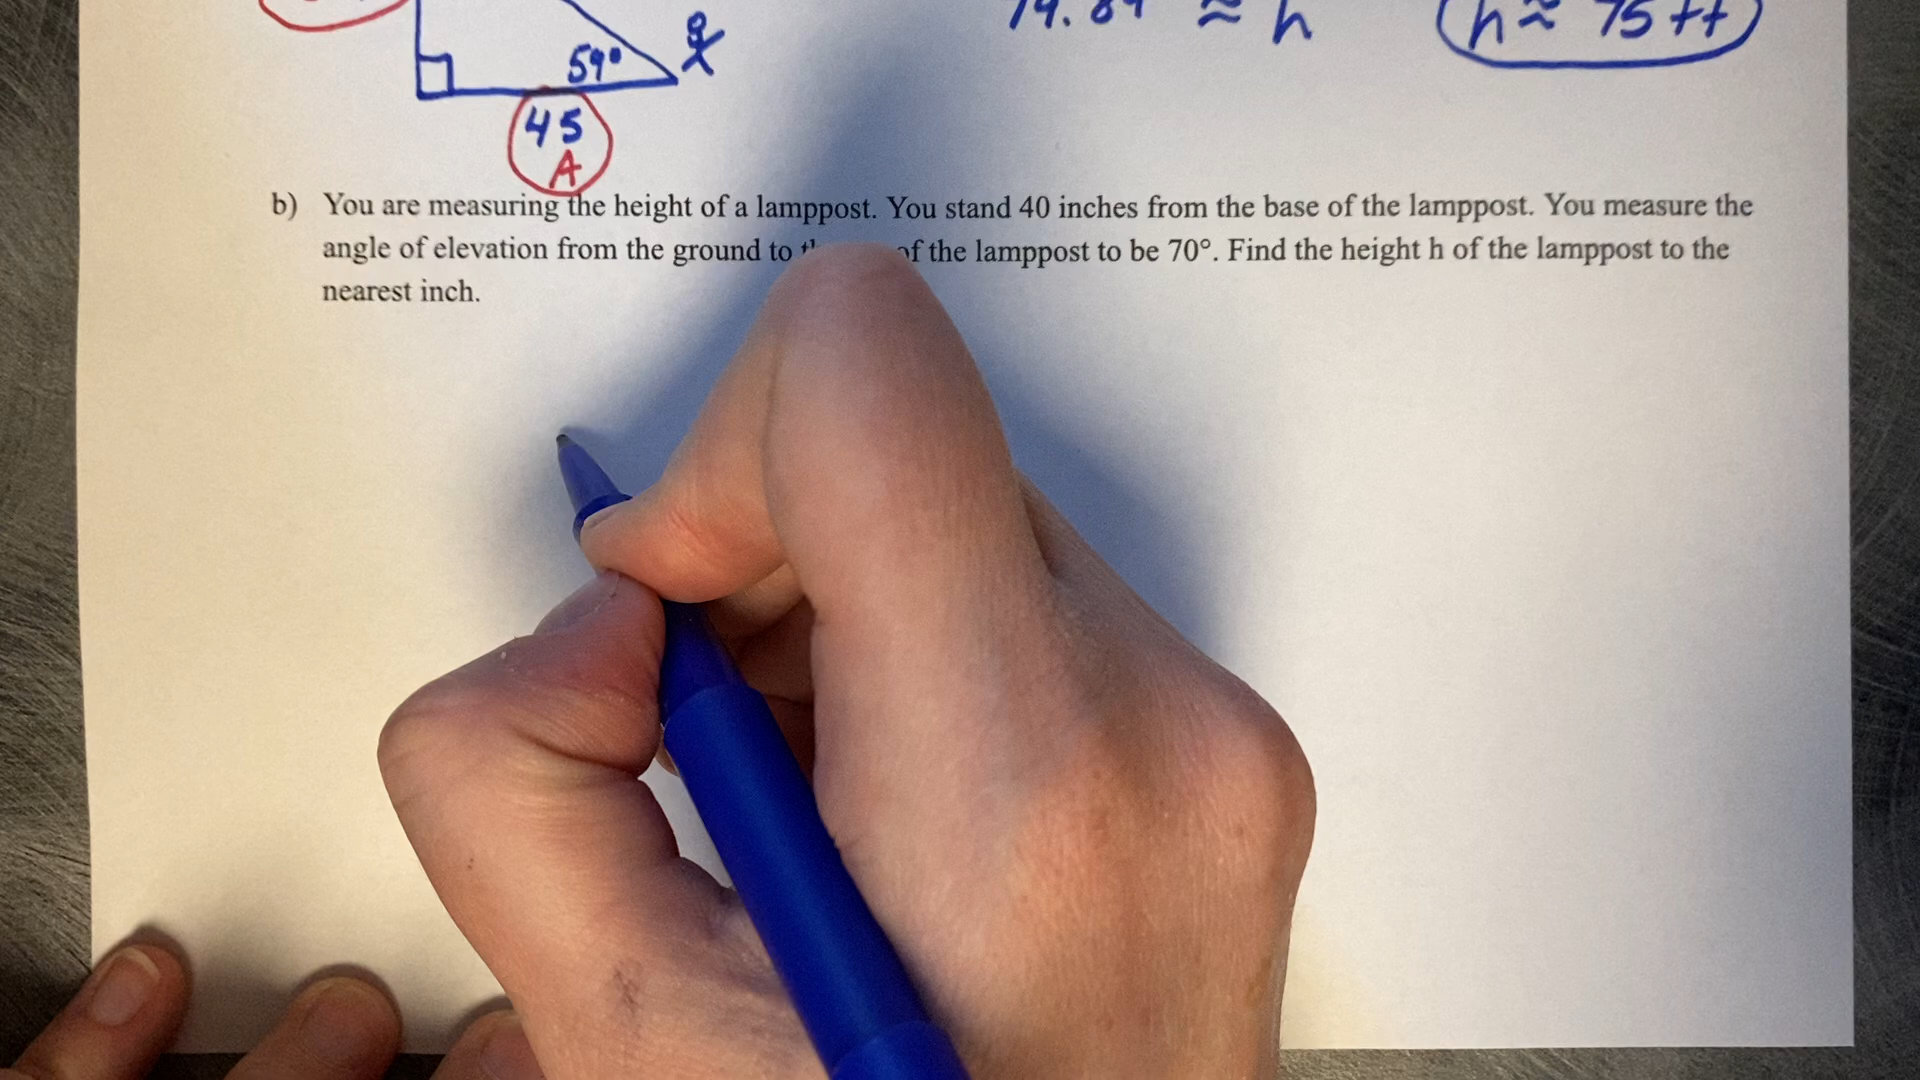 74.89 ≈ h h ≈ 75 ft
59°
45
A
b) You are measuring the height of a lamppost. You stand 40 inches from the base of the lamppost. You measure the
angle of elevation from the ground to of the lamppost to be 70°. Find the height h of the lamppost to the
nearest inch.